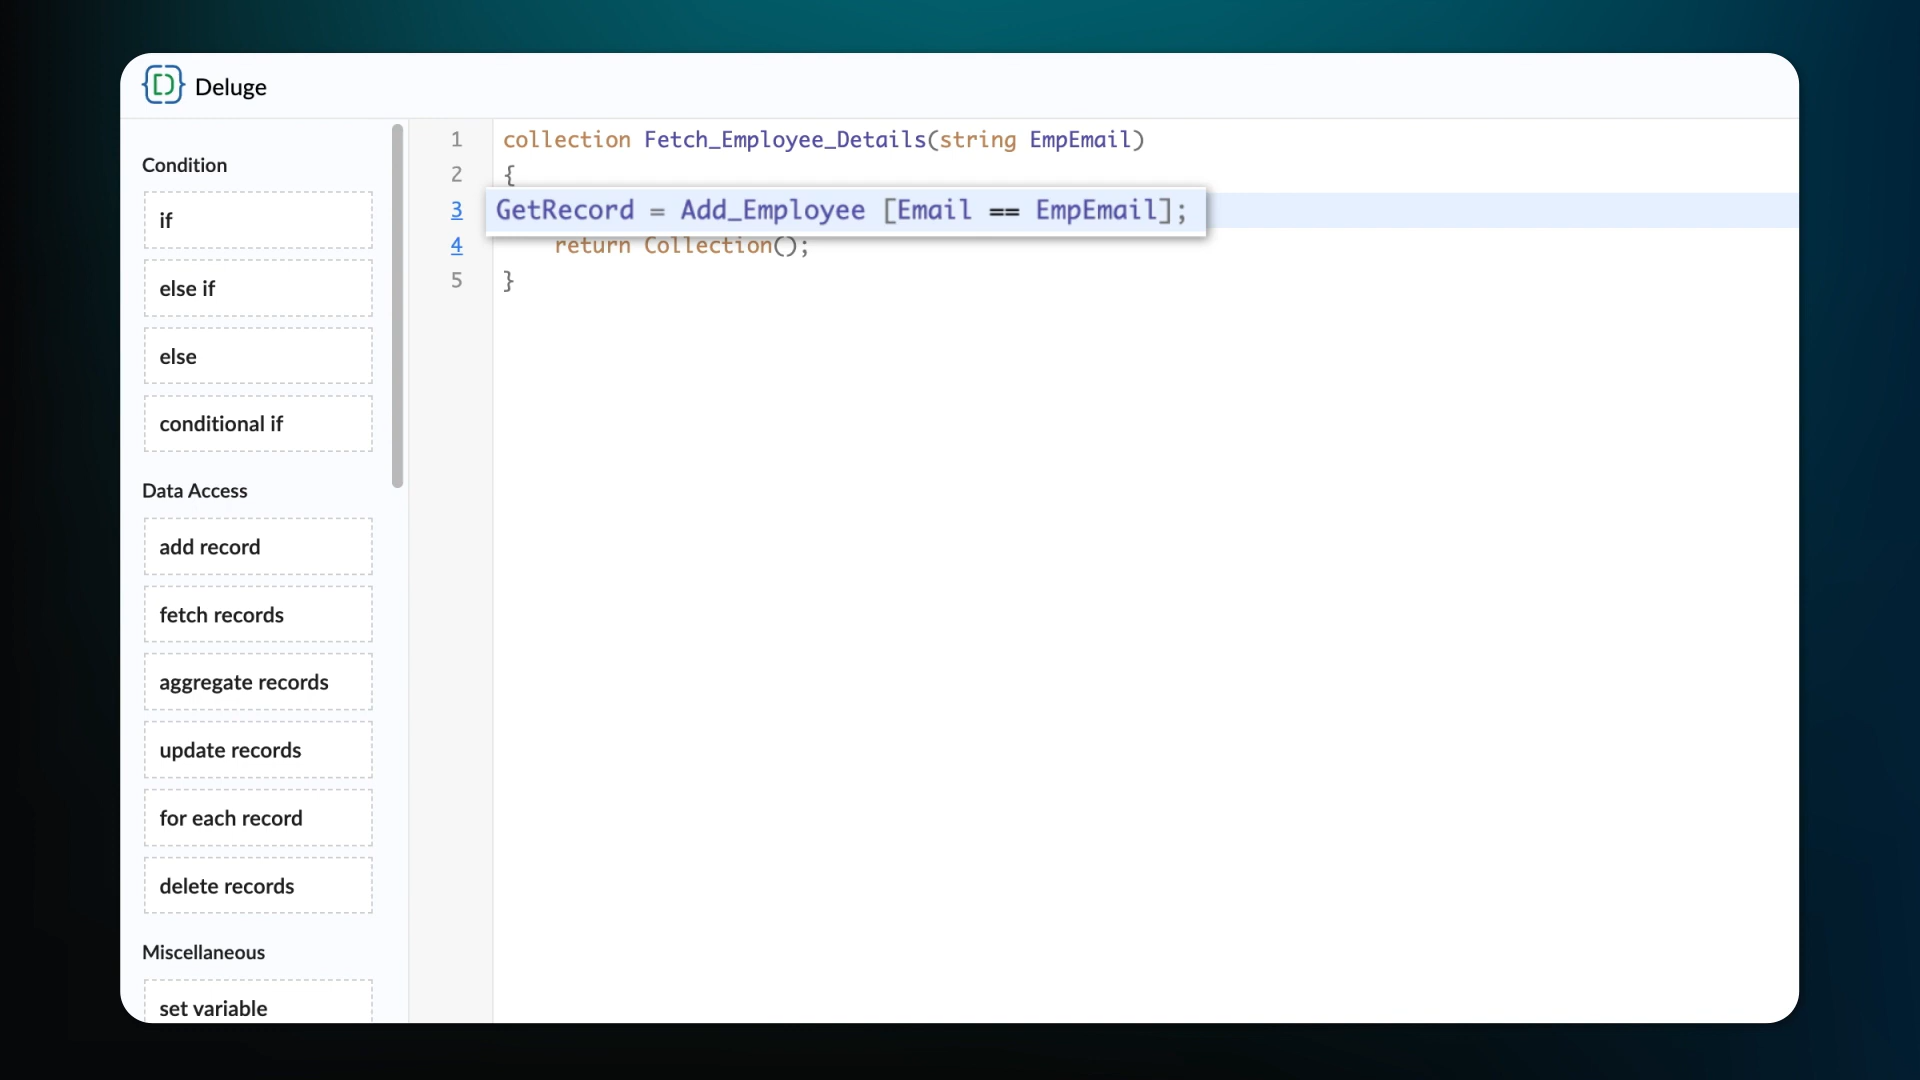 Deluge
Condition
if
else if
else
conditional if
Data Access
add record
fetch records
aggregate records
update records
for each record
delete records
Miscellaneous
set variable
1 collection Fetch_Employee_Details(string EmpEmail)
2 {
3 GetRecord = Add_Employee [Email == EmpEmail];
4 return Collection();
5 }